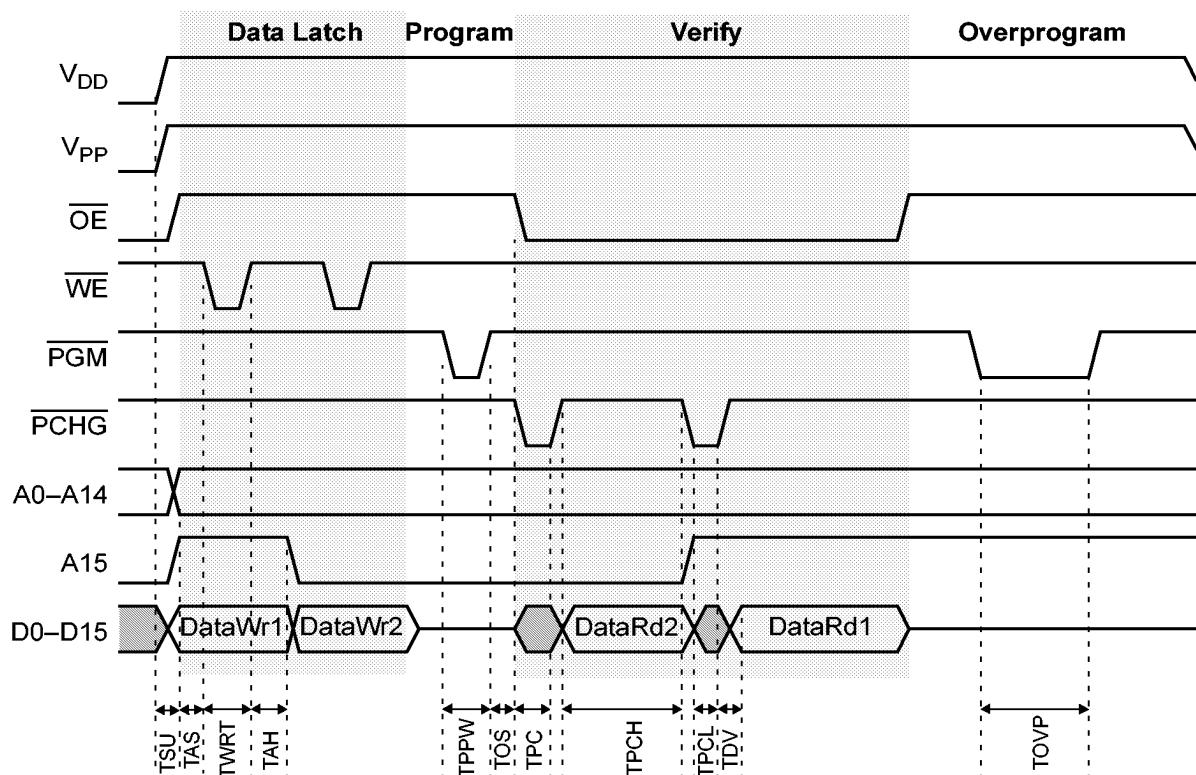 Data Latch Program Verify Overprogram
VDD
VPP
OE
WE
PGM
PCHG
A0–A14
A15
D0–D15 DataWr1 DataWr2 DataRd2 DataRd1
TSU TAS TWRT TAH TPPW TOS TPC TPCH TPCL TDV TOVP